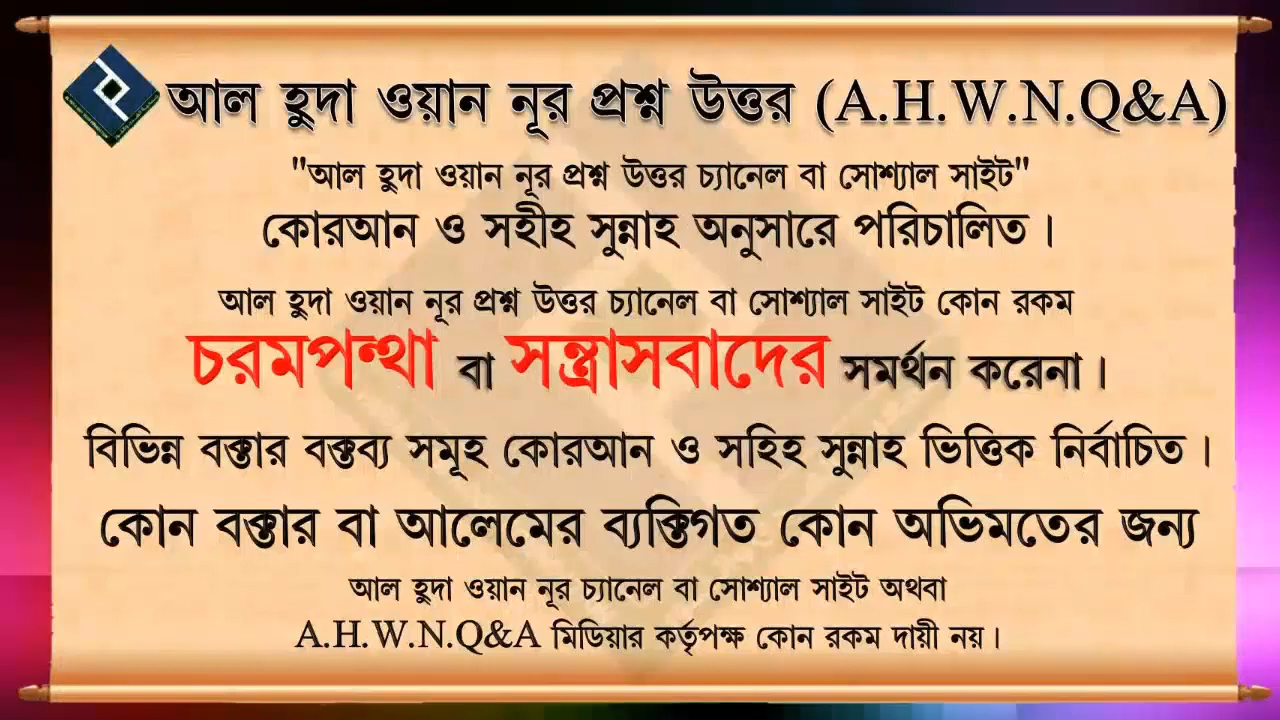 আল হুদা ওয়ান নূর প্রশ্ন উত্তর (A.H.W.N.Q&A)
"আল হুদা ওয়ান নূর প্রশ্ন উত্তর চ্যানেল বা সোশ্যাল সাইট"
কোরআন ও সহীহ সুন্নাহ অনুসারে পরিচালিত।
আল হুদা ওয়ান নূর প্রশ্ন উত্তর চ্যানেল বা সোশ্যাল সাইট কোন রকম
চরমপন্থা বা সন্ত্রাসবাদের সমর্থন করেনা।
বিভিন্ন বক্তার বক্তব্য সমূহ কোরআন ও সহিহ সুন্নাহ ভিত্তিক নির্বাচিত।
কোন বক্তার বা আলেমের ব্যক্তিগত কোন অভিমতের জন্য
আল হুদা ওয়ান নূর চ্যানেল বা সোশ্যাল সাইট অথবা
A.H.W.N.Q&A মিডিয়ার কর্তৃপক্ষ কোন রকম দায়ী নয়।